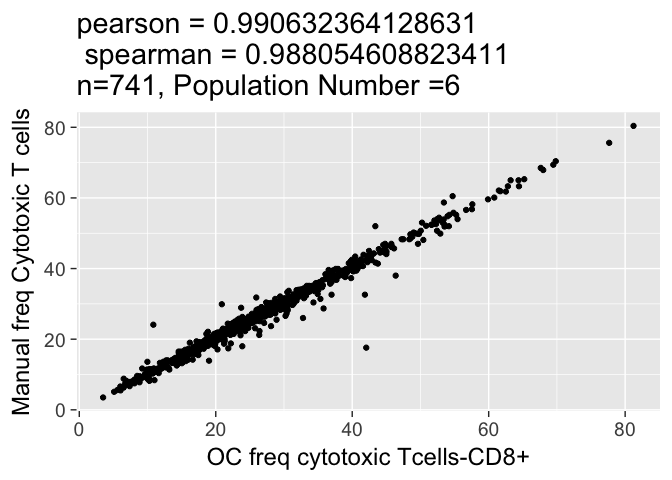 pearson = 0.990632364128631
spearman = 0.988054608823411
n=741, Population Number =6
Manual freq Cytotoxic T cells
80
60
40
20
0
0 20 40 60 80
OC freq cytotoxic Tcells-CD8+